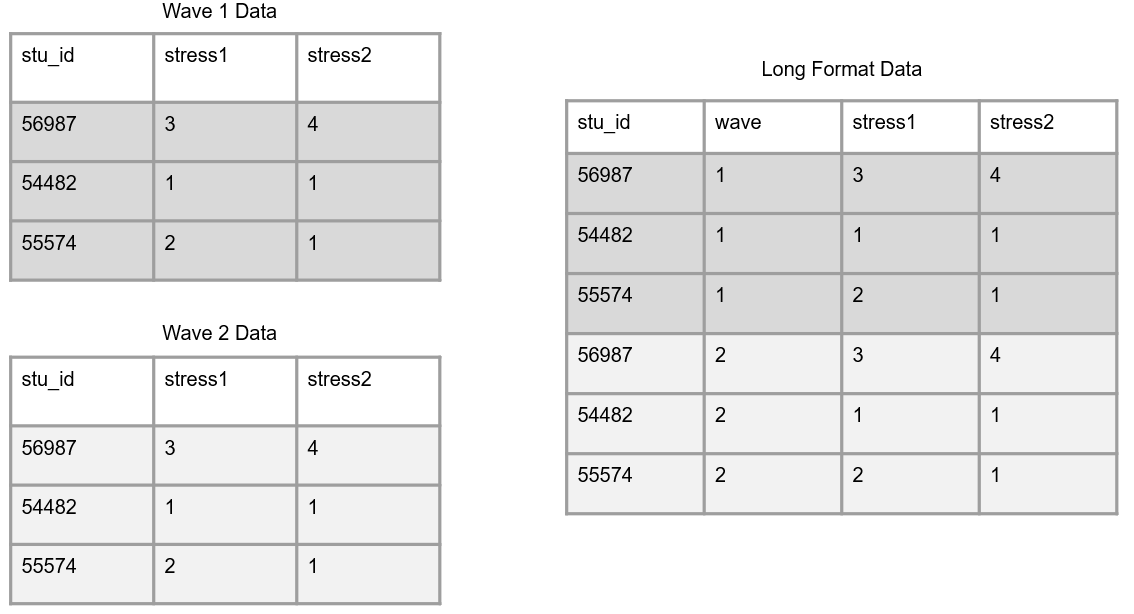 Wave 1 Data
stu_id stress1 stress2
56987 3 4
54482 1 1
55574 2 1
Wave 2 Data
stu_id stress1 stress2
56987 3 4
54482 1 1
55574 2 1
Long Format Data
stu_id wave stress1 stress2
56987 1 3 4
54482 1 1 1
55574 1 2 1
56987 2 3 4
54482 2 1 1
55574 2 2 1